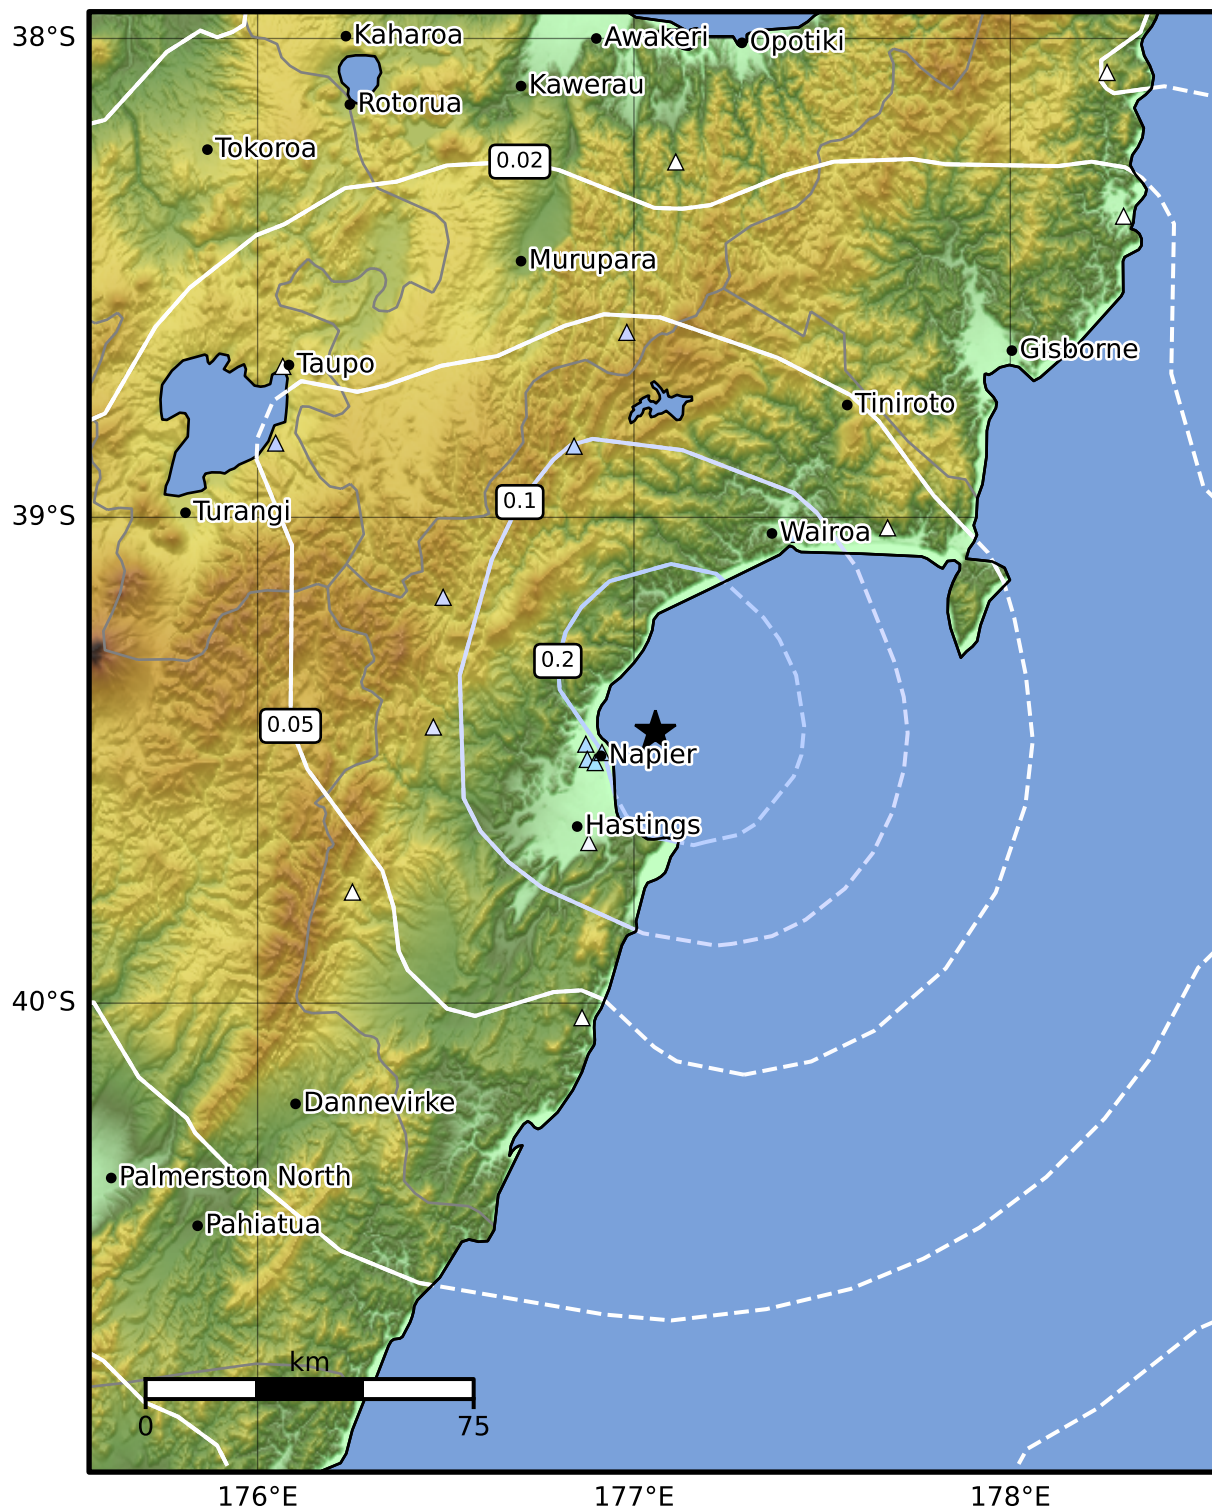 38°S
Kaharoa
Awakeri
Opotiki
Kawerau
Rotorua
Tokoroa
0.02
Murupara
Gisborne
Taupo
Tiniroto
0.1
39°S
Turangi
Wairoa
0.2
0.05
Napier
Hastings
40°S
Dannevirke
Palmerston North
Pahiatua
km
0
75
176°E
177°E
178°E